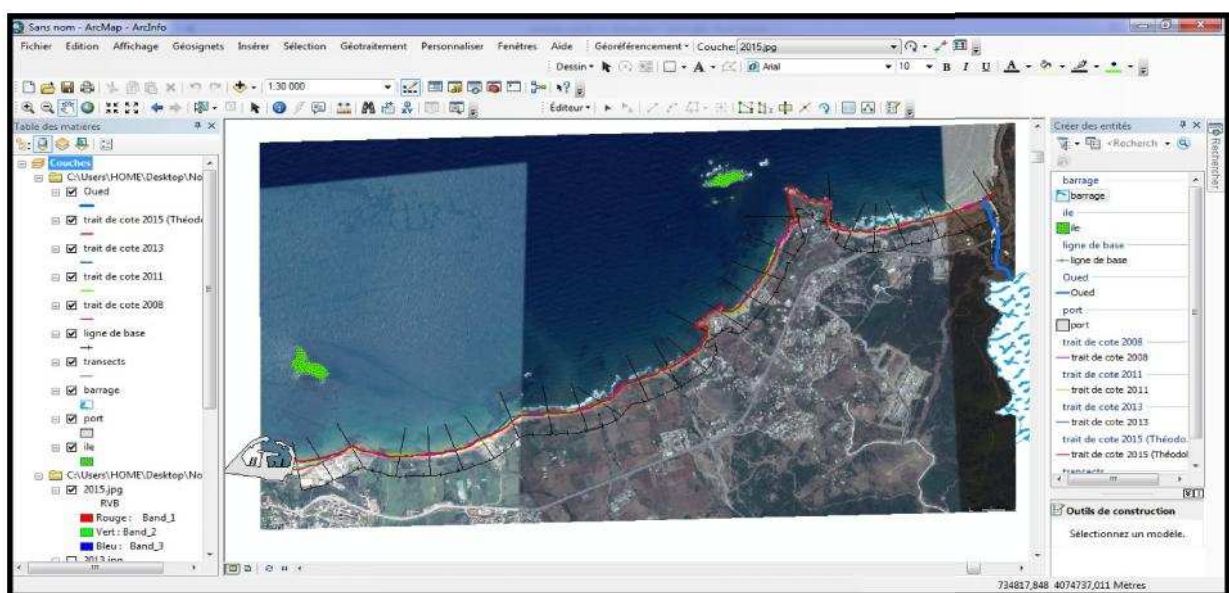 Sans nom - ArcMap - ArcInfo
Fichier Edition Affichage Géosignets Insérer Sélection Géotraitement Personnaliser Fenêtres Aide Géoréférencement Couche: 2015.jpg
Dessin A Arial 10 B I U A
1:30 000
Éditeur
Table des matières
Couches
C:\Users\HOME\Desktop\No
Oued
trait de cote 2015 (Théodo
trait de cote 2013
trait de cote 2011
trait de cote 2008
ligne de base
transects
barrage
port
ile
C:\Users\HOME\Desktop\No
2015.jpg
RVB
Rouge : Band_1
Vert : Band_2
Bleu : Band_3
2013.jpg
Créer des entités
<Recherch
barrage
barrage
ile
ile
ligne de base
ligne de base
Oued
Oued
port
port
trait de cote 2008
trait de cote 2008
trait de cote 2011
trait de cote 2011
trait de cote 2013
trait de cote 2013
trait de cote 2015 (Théodo.
trait de cote 2015 (Théodol
transects
Outils de construction
Sélectionnez un modèle.
Rechercher
734817,848 4074737,011 Mètres